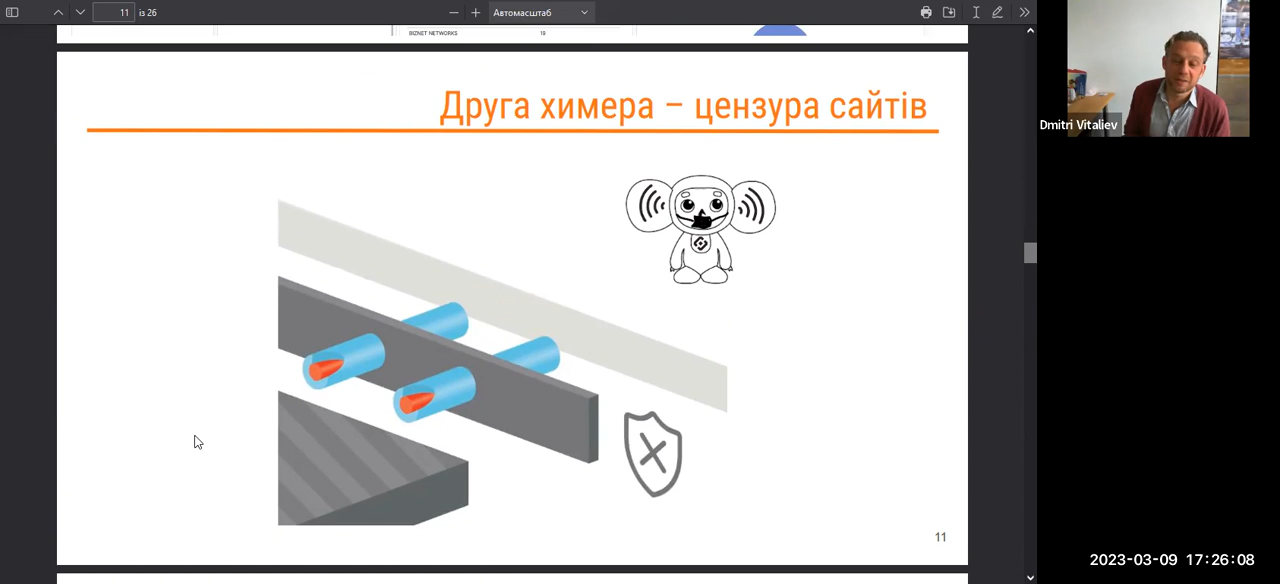 11 із 26
Автомасштаб
BIZNET NETWORKS 19
Друга химера – цензура сайтів
11
Dmitri Vitaliev
2023-03-09 17:26:08